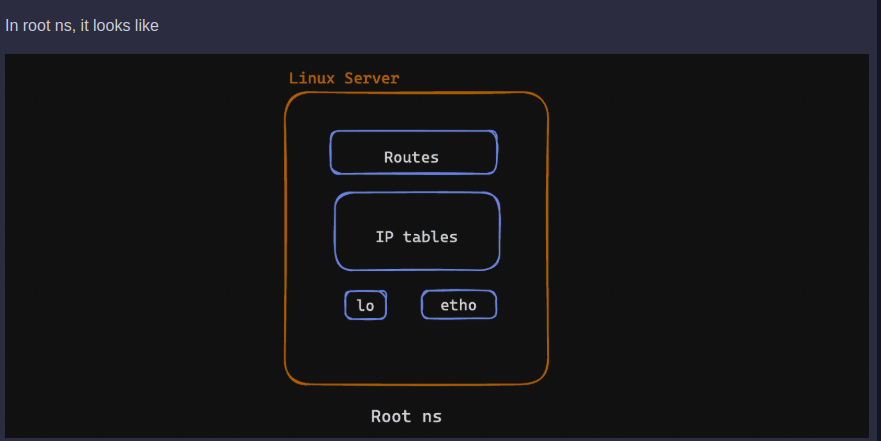 In root ns, it looks like
Linux Server
Routes
IP tables
lo
etho
Root ns